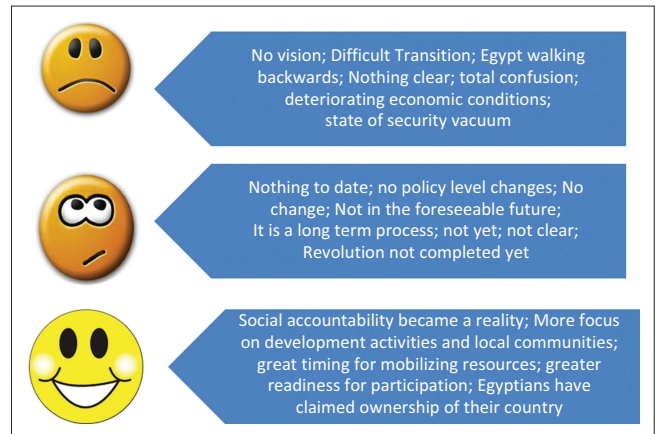 No vision; Difficult Transition; Egypt walking
backwards; Nothing clear; total confusion;
deteriorating economic conditions;
state of security vacuum
Nothing to date; no policy level changes; No
change; Not in the foreseeable future;
It is a long term process; not yet; not clear;
Revolution not completed yet
Social accountability became a reality; More focus
on development activities and local communities;
great timing for mobilizing resources; greater
readiness for participation; Egyptians have
claimed ownership of their country